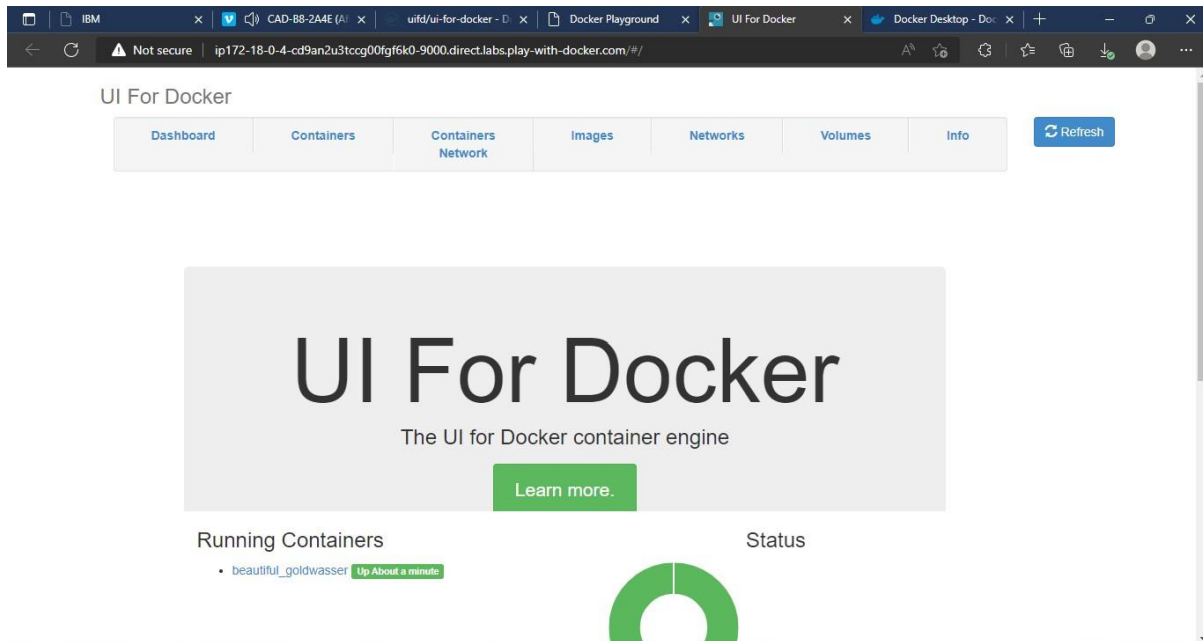 IBM
CAD-B8-2A4E (AI
uifd/ui-for-docker - D
Docker Playground
UI For Docker
Docker Desktop - Doc
Not secure
ip172-18-0-4-cd9an2u3tccg00fgf6k0-9000.direct.labs.play-with-docker.com/#/
UI For Docker
Dashboard
Containers
Containers
Network
Images
Networks
Volumes
Info
Refresh
UI For Docker
The UI for Docker container engine
Learn more.
Running Containers
beautiful_goldwasser Up About a minute
Status